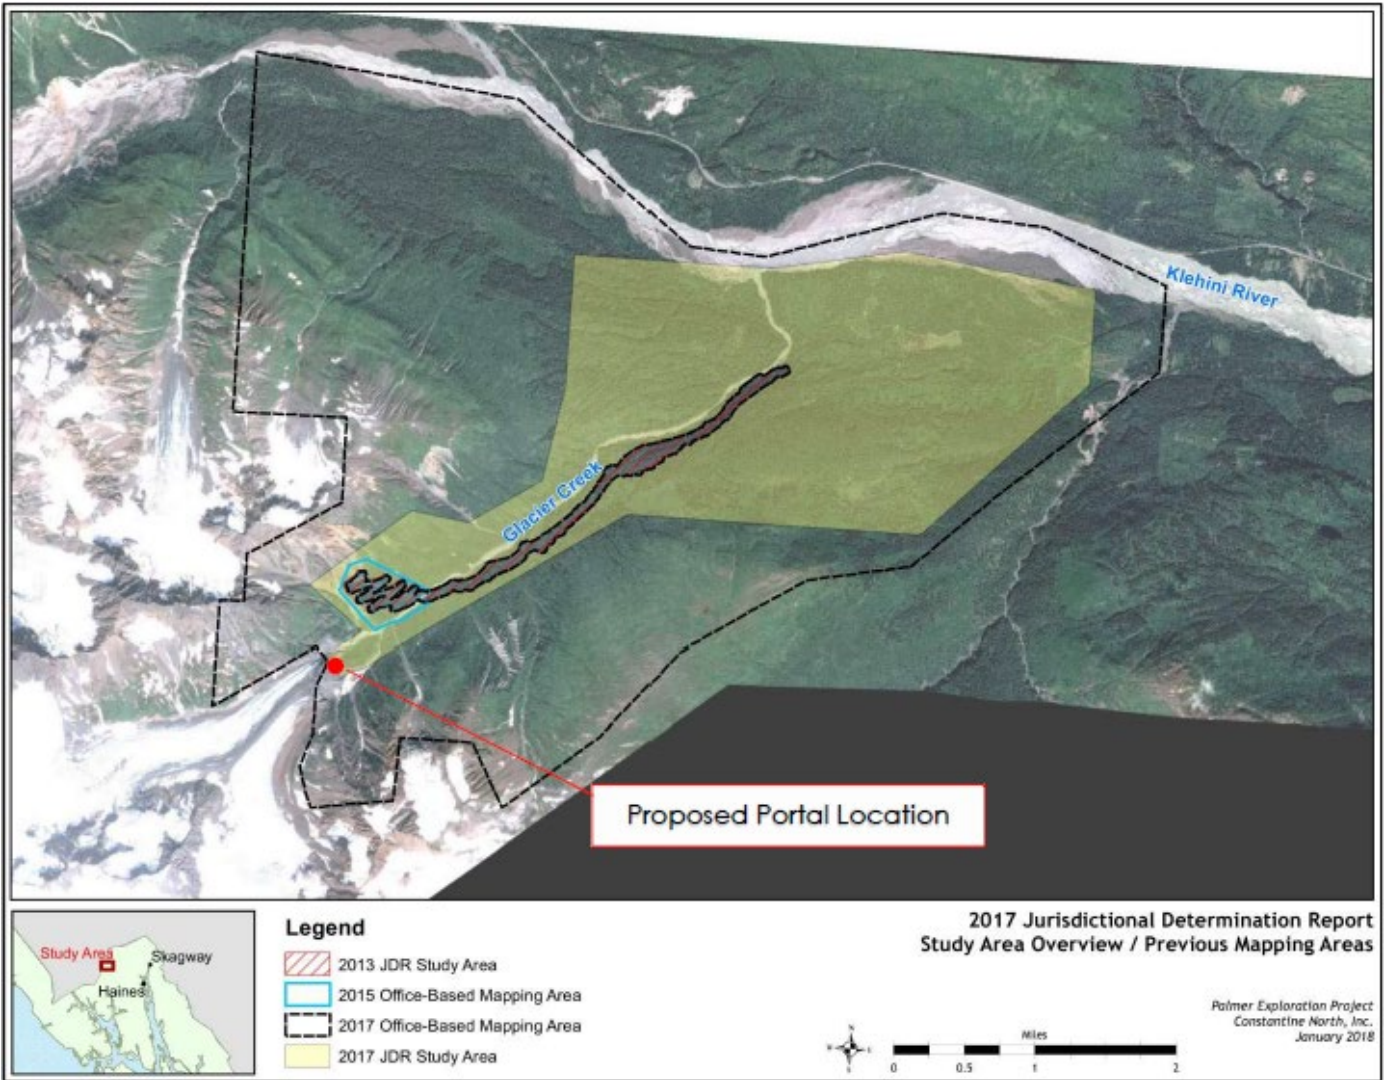 Klehini River
Glacier Creek
Proposed Portal Location
Study Area
Skagway
Haines
Legend
2013 JDR Study Area
2015 Office-Based Mapping Area
2017 Office-Based Mapping Area
2017 JDR Study Area
2017 Jurisdictional Determination Report
Study Area Overview / Previous Mapping Areas
Palmer Exploration Project
Constantine North, Inc.
January 2018
N
W E
S
Miles
0 0.5 1 2